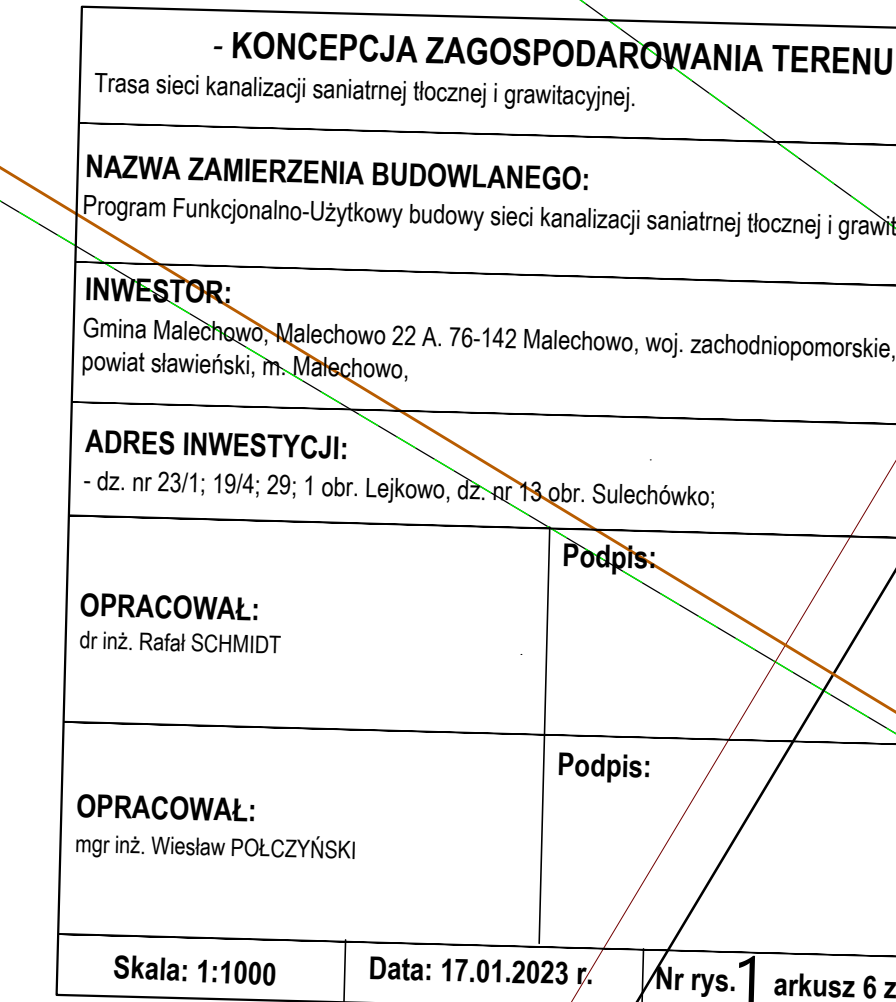 - KONCEPCJA ZAGOSPODAROWANIA TERENU
Trasa sieci kanalizacji saniatrnej tłocznej i grawitacyjnej.
NAZWA ZAMIERZENIA BUDOWLANEGO:
Program Funkcjonalno-Użytkowy budowy sieci kanalizacji saniatrnej tłocznej i grawit
INWESTOR:
Gmina Malechowo, Malechowo 22 A. 76-142 Malechowo, woj. zachodniopomorskie,
powiat sławieński, m. Malechowo,
ADRES INWESTYCJI:
- dz. nr 23/1; 19/4; 29; 1 obr. Lejkowo, dz. nr 13 obr. Sulechówko;
Podpis:
OPRACOWAŁ:
dr inż. Rafał SCHMIDT
Podpis:
OPRACOWAŁ:
mgr inż. Wiesław POŁCZYŃSKI
Skala: 1:1000 Data: 17.01.2023 r. Nr rys. 1 arkusz 6 z